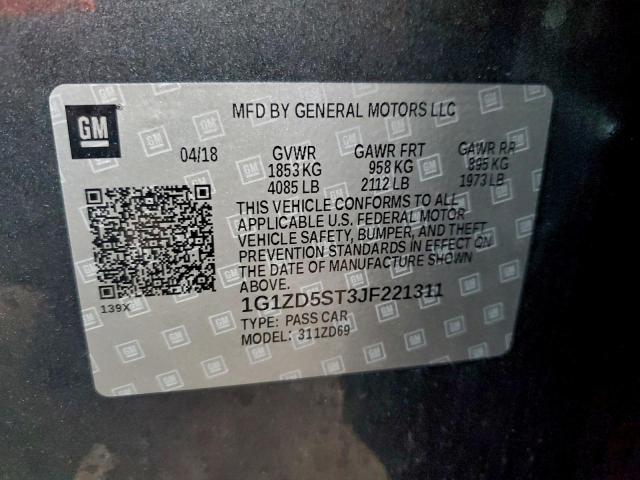 MFD BY GENERAL MOTORS LLC
GM
04/18 GVWR GAWR FRT GAWR RR
1853 KG 958 KG 895 KG
4085 LB 2112 LB 1973 LB
THIS VEHICLE CONFORMS TO ALL
APPLICABLE U.S. FEDERAL MOTOR
VEHICLE SAFETY, BUMPER, AND THEFT
PREVENTION STANDARDS IN EFFECT ON
THE DATE OF MANUFACTURE SHOWN
ABOVE.
139X
1G1ZD5ST3JF221311
TYPE: PASS CAR
MODEL: 311ZD69